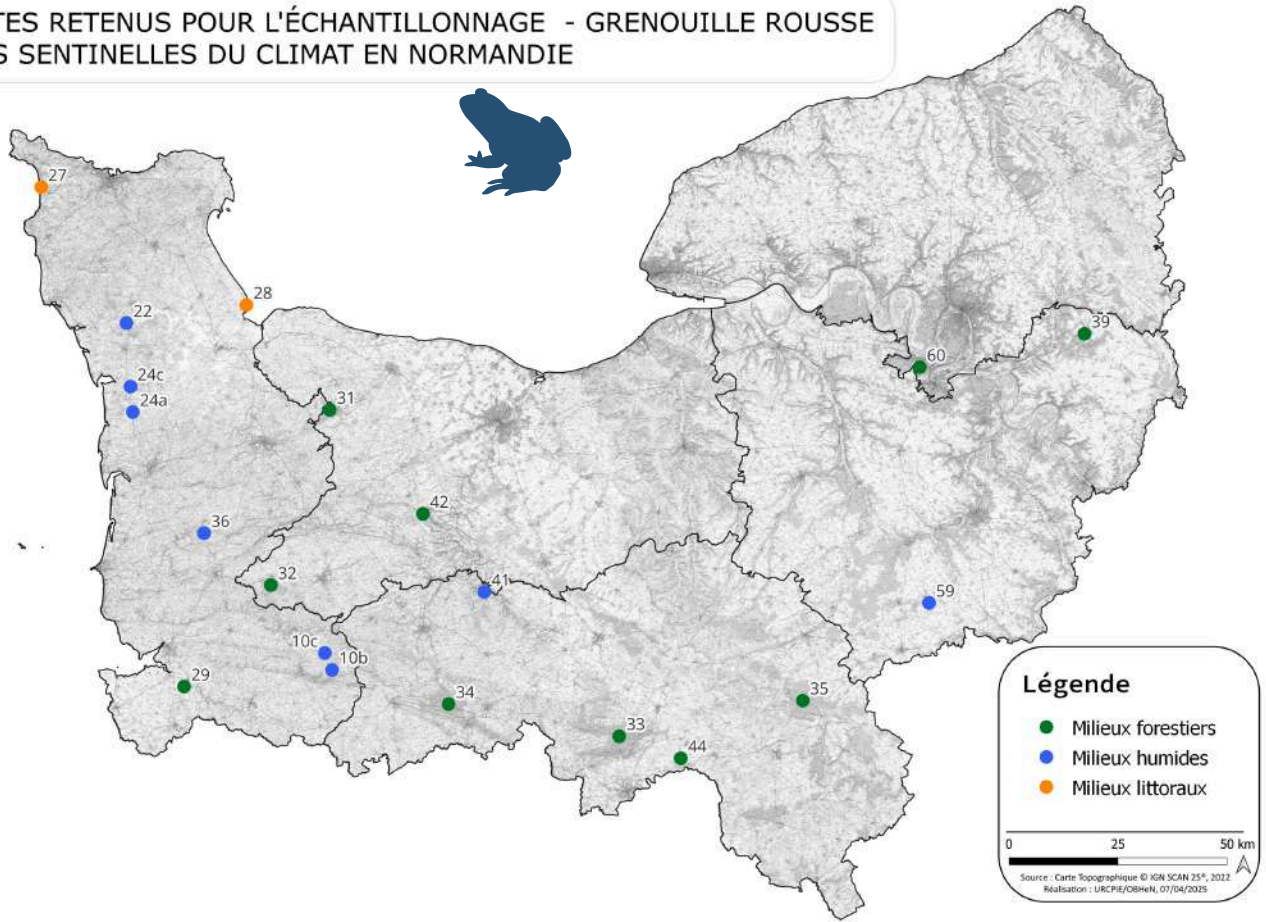 TES RETENUS POUR L'ÉCHANTILLONNAGE - GRENOUILLE ROUSSE
S SENTINELLES DU CLIMAT EN NORMANDIE
27
28
22
39
60
24c
24a
31
42
36
32
41
59
10c
10b
29
34
35
33
44
Légende
Milieux forestiers
Milieux humides
Milieux littoraux
0 25 50 km
Source : Carte Topographique © IGN SCAN 25®, 2022
Réalisation : URCPIE/OBHeN, 07/04/2025